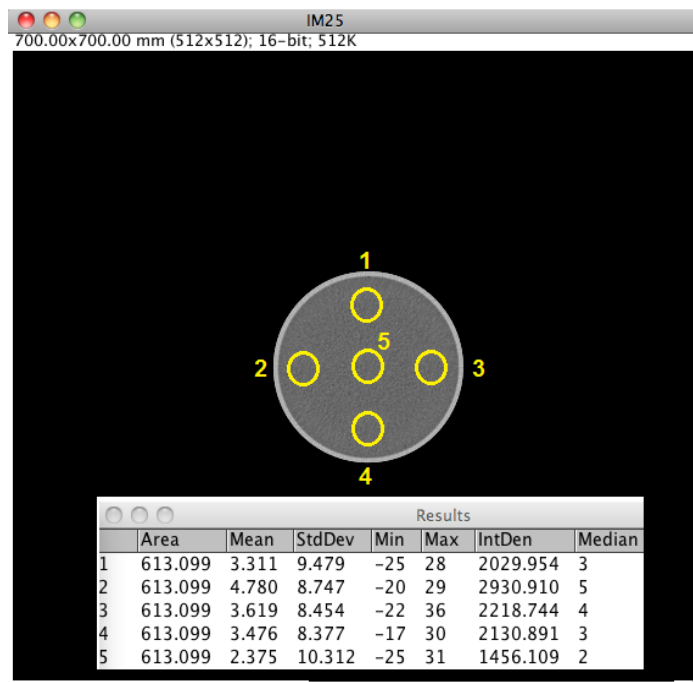 IM25
700.00x700.00 mm (512x512); 16-bit; 512K
1
5
2 3
4
Results
Area Mean StdDev Min Max IntDen Median
1 613.099 3.311 9.479 -25 28 2029.954 3
2 613.099 4.780 8.747 -20 29 2930.910 5
3 613.099 3.619 8.454 -22 36 2218.744 4
4 613.099 3.476 8.377 -17 30 2130.891 3
5 613.099 2.375 10.312 -25 31 1456.109 2